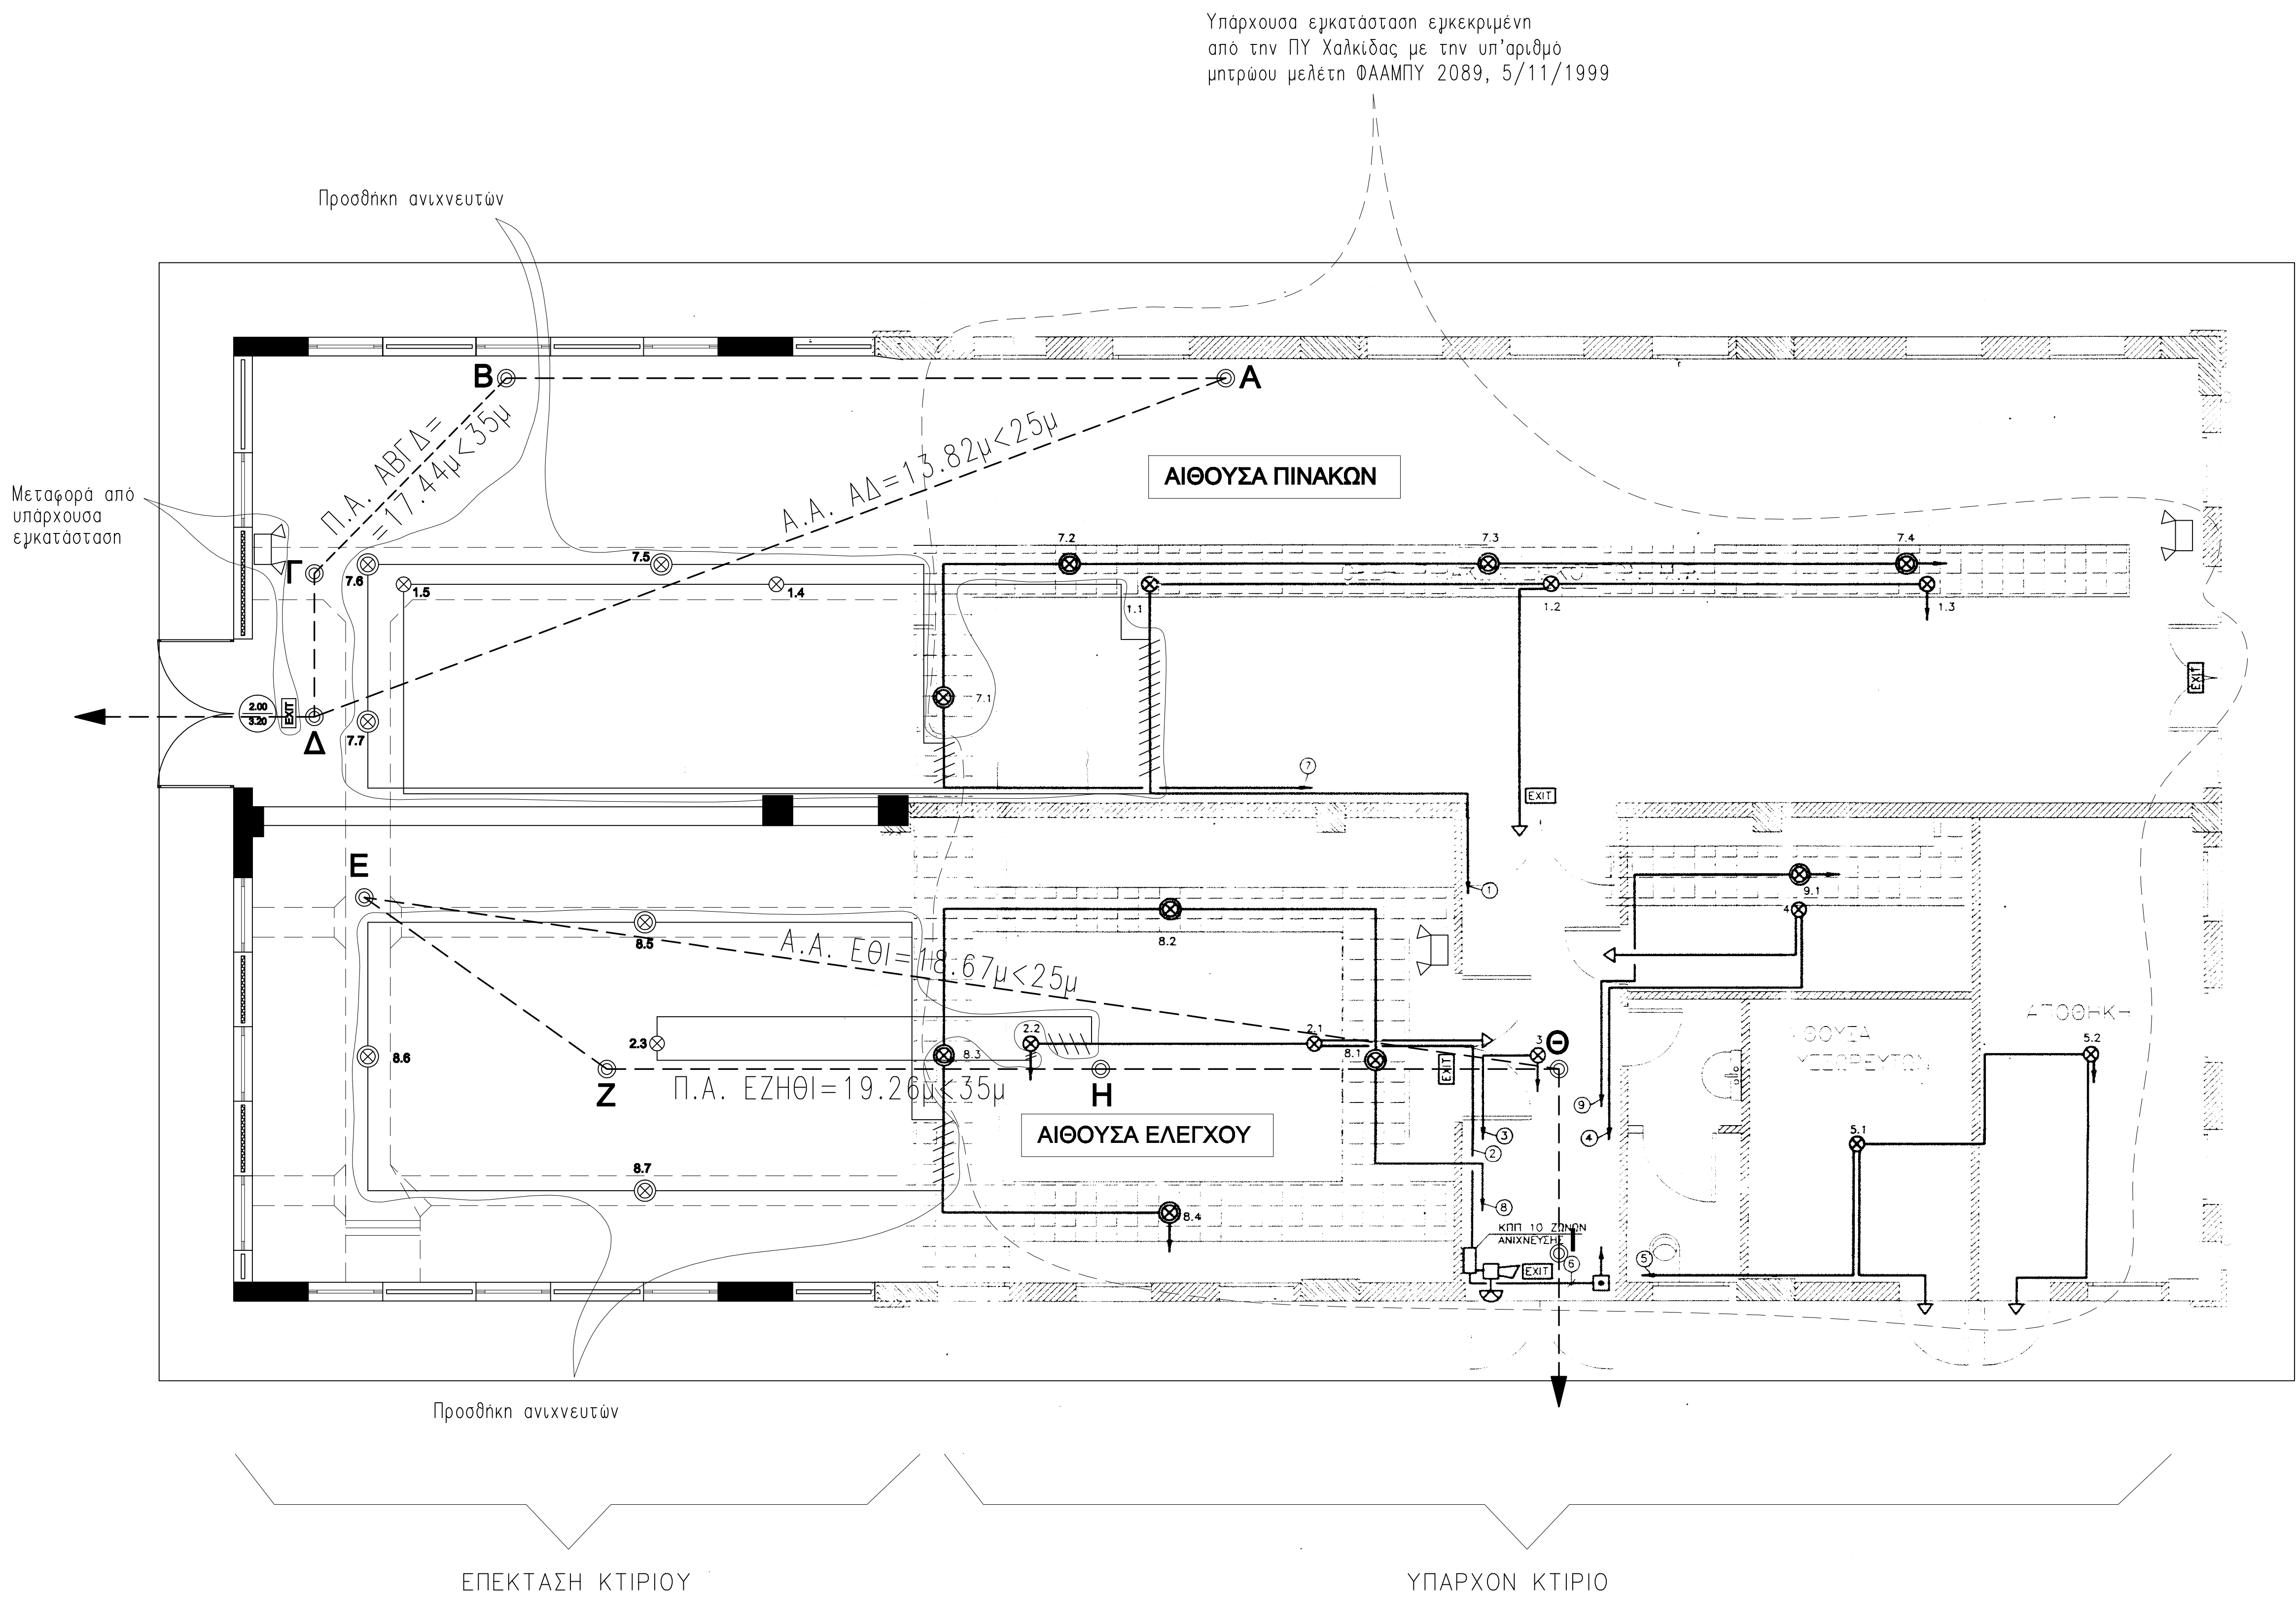 Υπάρχουσα εγκατάσταση εγκεκριμένη
από την ΠΥ Χαλκίδας με την υπ'αριθμό
μητρώου μελέτη ΦΑΑΜΠΥ 2089, 5/11/1999
Προσθήκη ανιχνευτών
Μεταφορά από
υπάρχουσα
εγκατάσταση
Β
Α
Π.Α. ΑΒΓΔ=
=17.44μ<35μ
Α.Α. ΑΔ=13.82μ<25μ
ΑΙΘΟΥΣΑ ΠΙΝΑΚΩΝ
Γ
7.6
7.5
7.2
7.3
7.4
1.5
1.4
1.1
1.2
1.3
2.00
3.20
EXIT
Δ
7.7
7.1
EXIT
7
EXIT
Ε
1
8.5
8.2
9.1
4
Α.Α. ΕΘΙ=18.67μ<25μ
2.3
2.2
2.1
3
Θ
8.6
8.3
8.1
EXIT
5.2
Ζ
Π.Α. ΕΖΗΘΙ=19.26μ<35μ
Η
ΑΙΘΟΥΣΑ ΕΛΕΓΧΟΥ
9
3
4
2
5.1
8.7
8.4
8
ΚΠΠ 10 ΖΩΝΩΝ
ΑΝΙΧΝΕΥΣΗΣ
Ι
EXIT
6
5
Προσθήκη ανιχνευτών
ΕΠΕΚΤΑΣΗ ΚΤΙΡΙΟΥ
ΥΠΑΡΧΟΝ ΚΤΙΡΙΟ